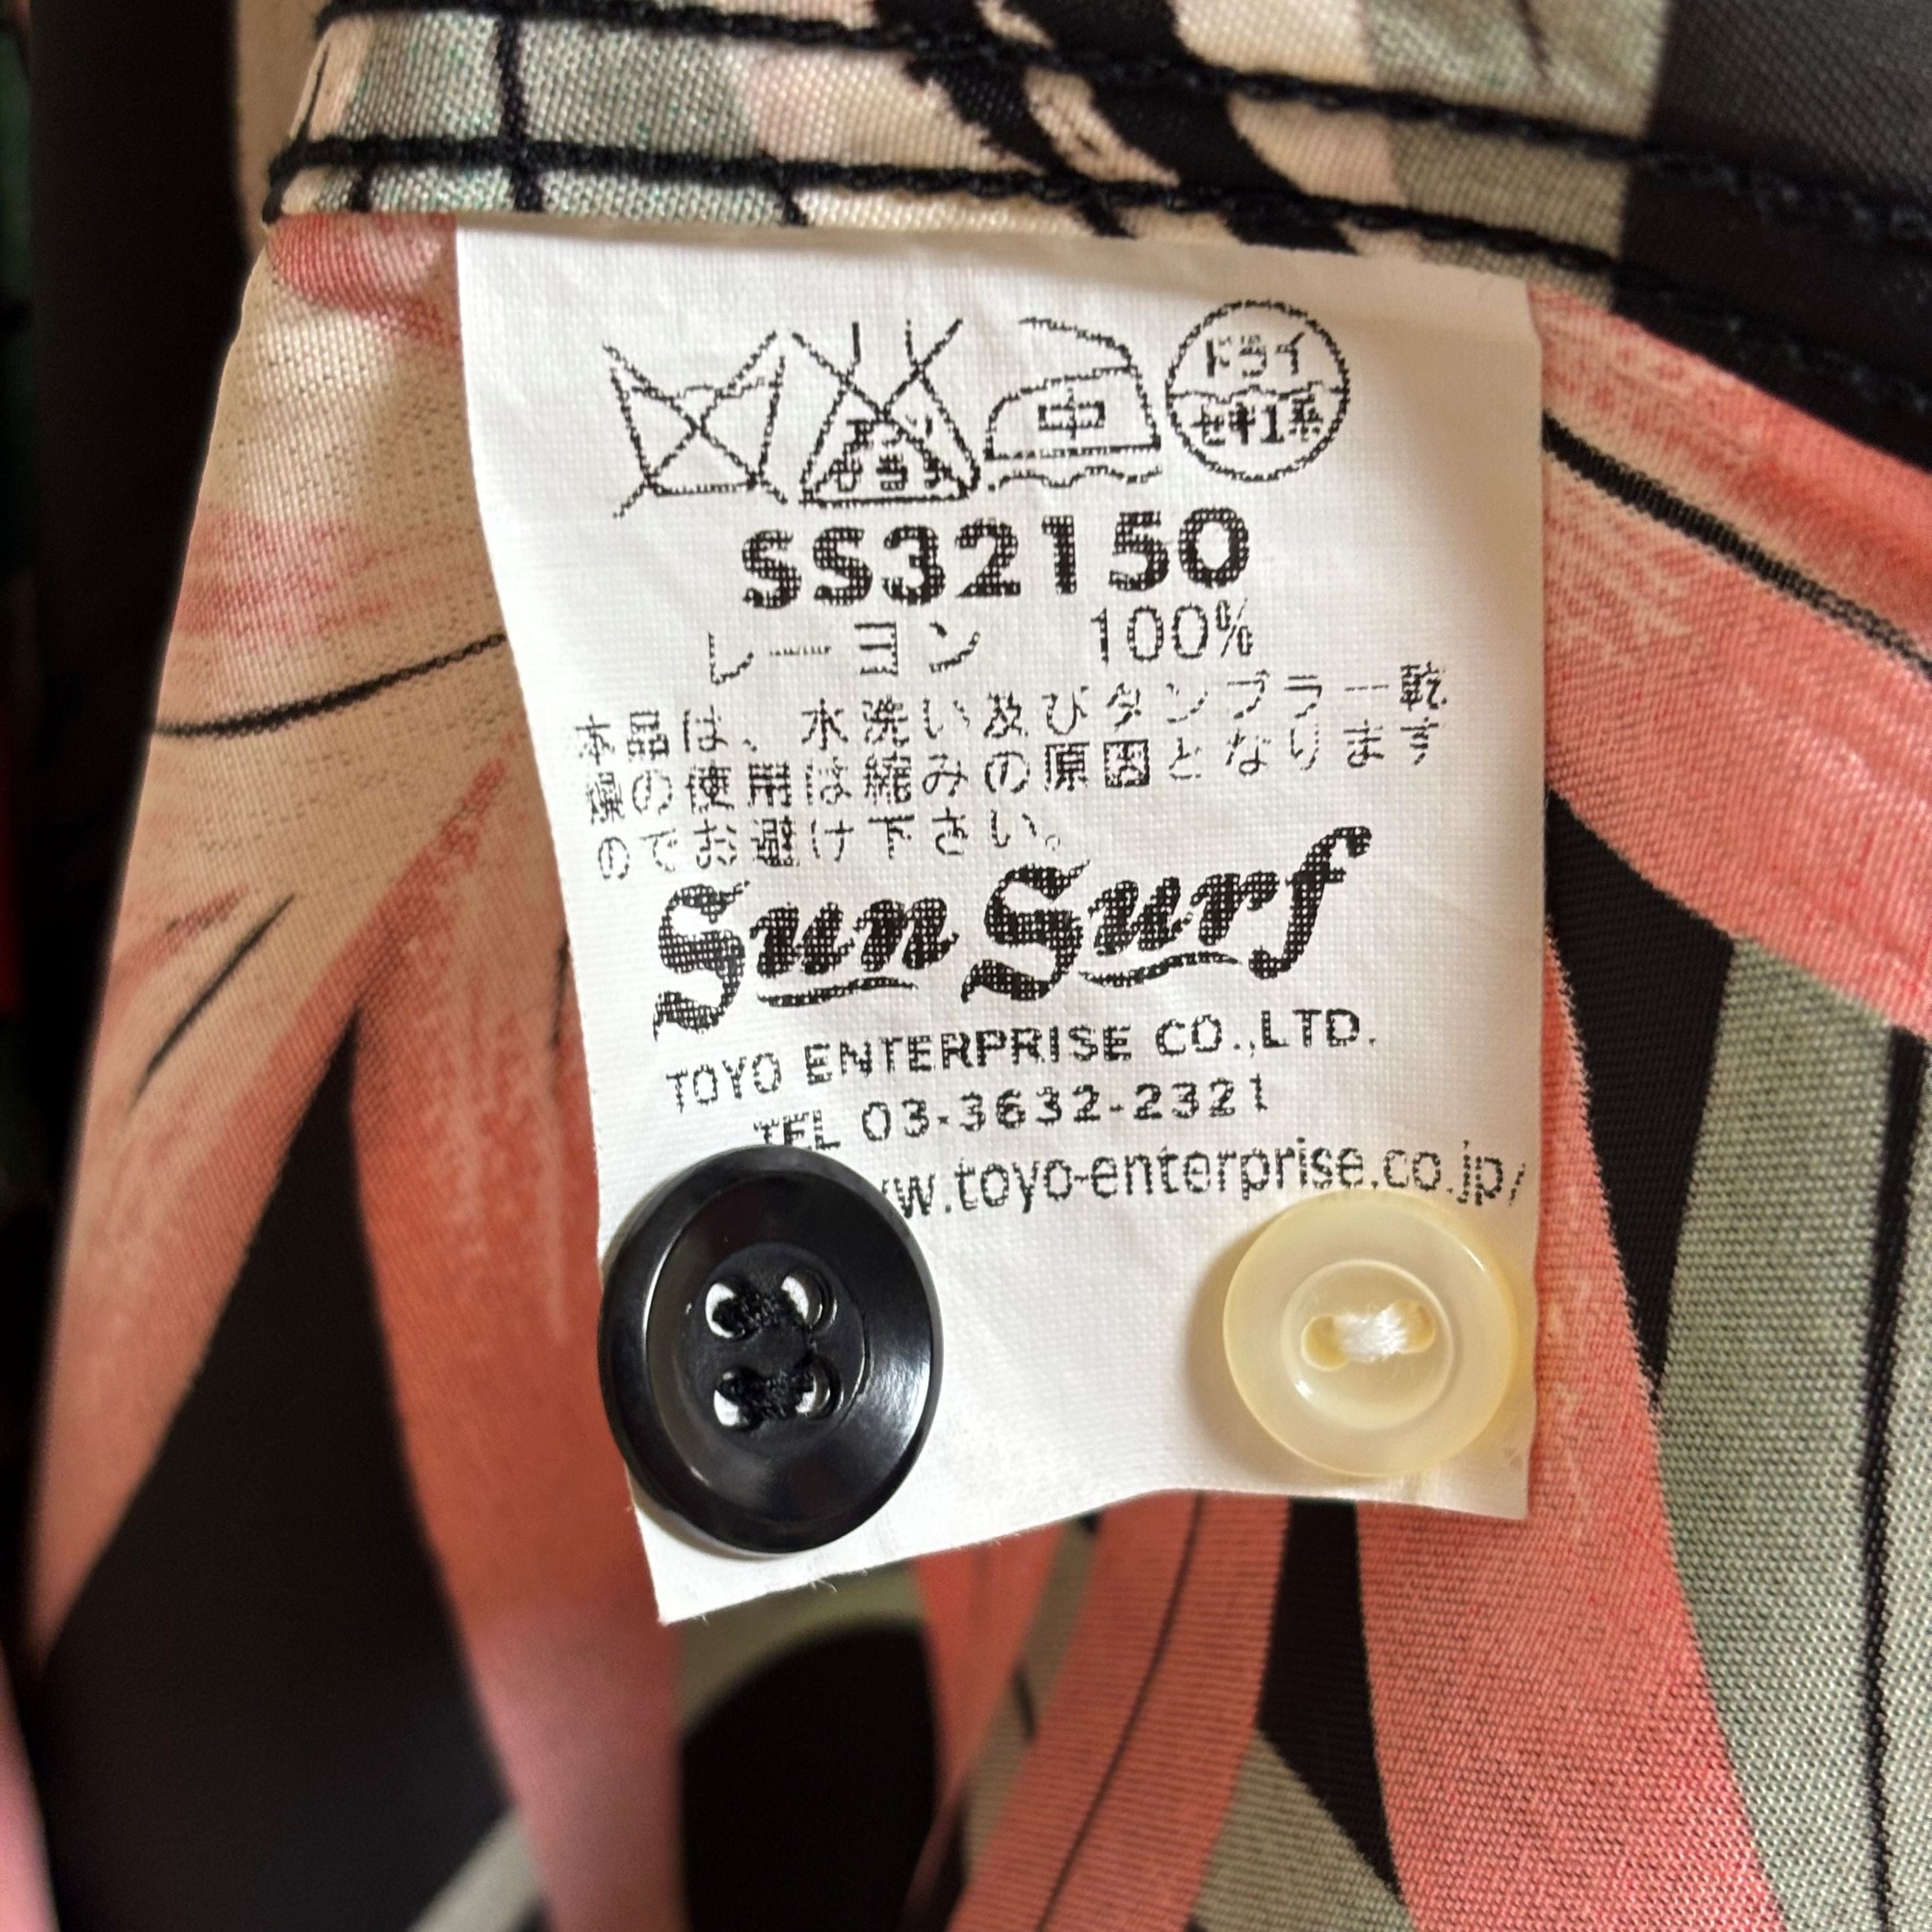 中
ドライ
セキユ系
SS32150
レーヨン 100%
本品は、水洗い及びタンブラー乾
燥の使用は縮みの原因となります
のでお避け下さい。
Sun Surf
TOYO ENTERPRISE CO.,LTD.
TEL 03-3632-2321
w.toyo-enterprise.co.jp/